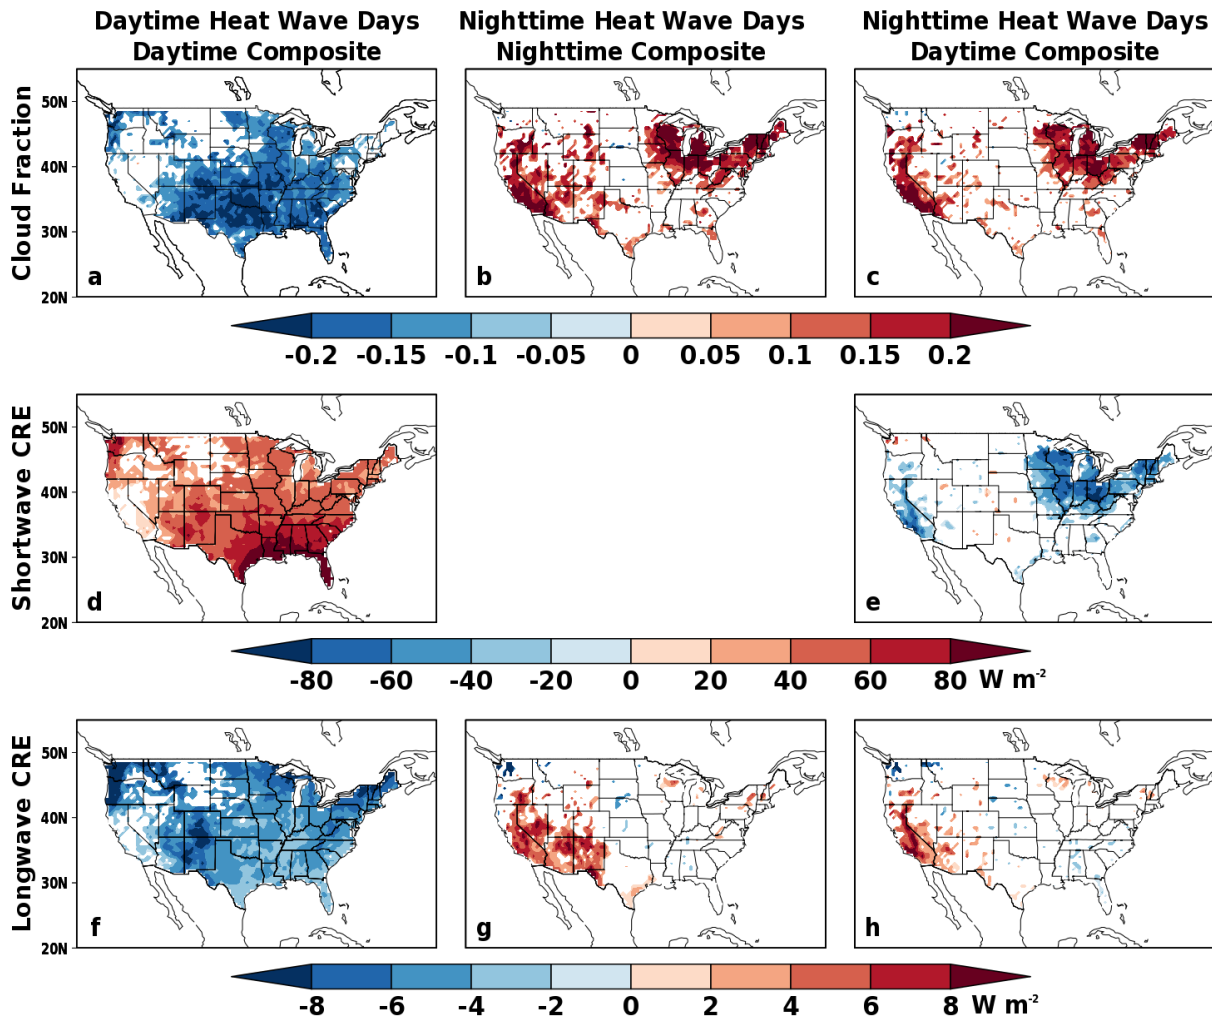 Daytime Heat Wave Days
Daytime Composite
Nighttime Heat Wave Days
Nighttime Composite
Nighttime Heat Wave Days
Daytime Composite
Cloud Fraction
50N
40N
30N
20N
a
b
c
-0.2 -0.15 -0.1 -0.05 0 0.05 0.1 0.15 0.2
Shortwave CRE
50N
40N
30N
20N
d
e
-80 -60 -40 -20 0 20 40 60 80 W m⁻²
Longwave CRE
50N
40N
30N
20N
f
g
h
-8 -6 -4 -2 0 2 4 6 8 W m⁻²